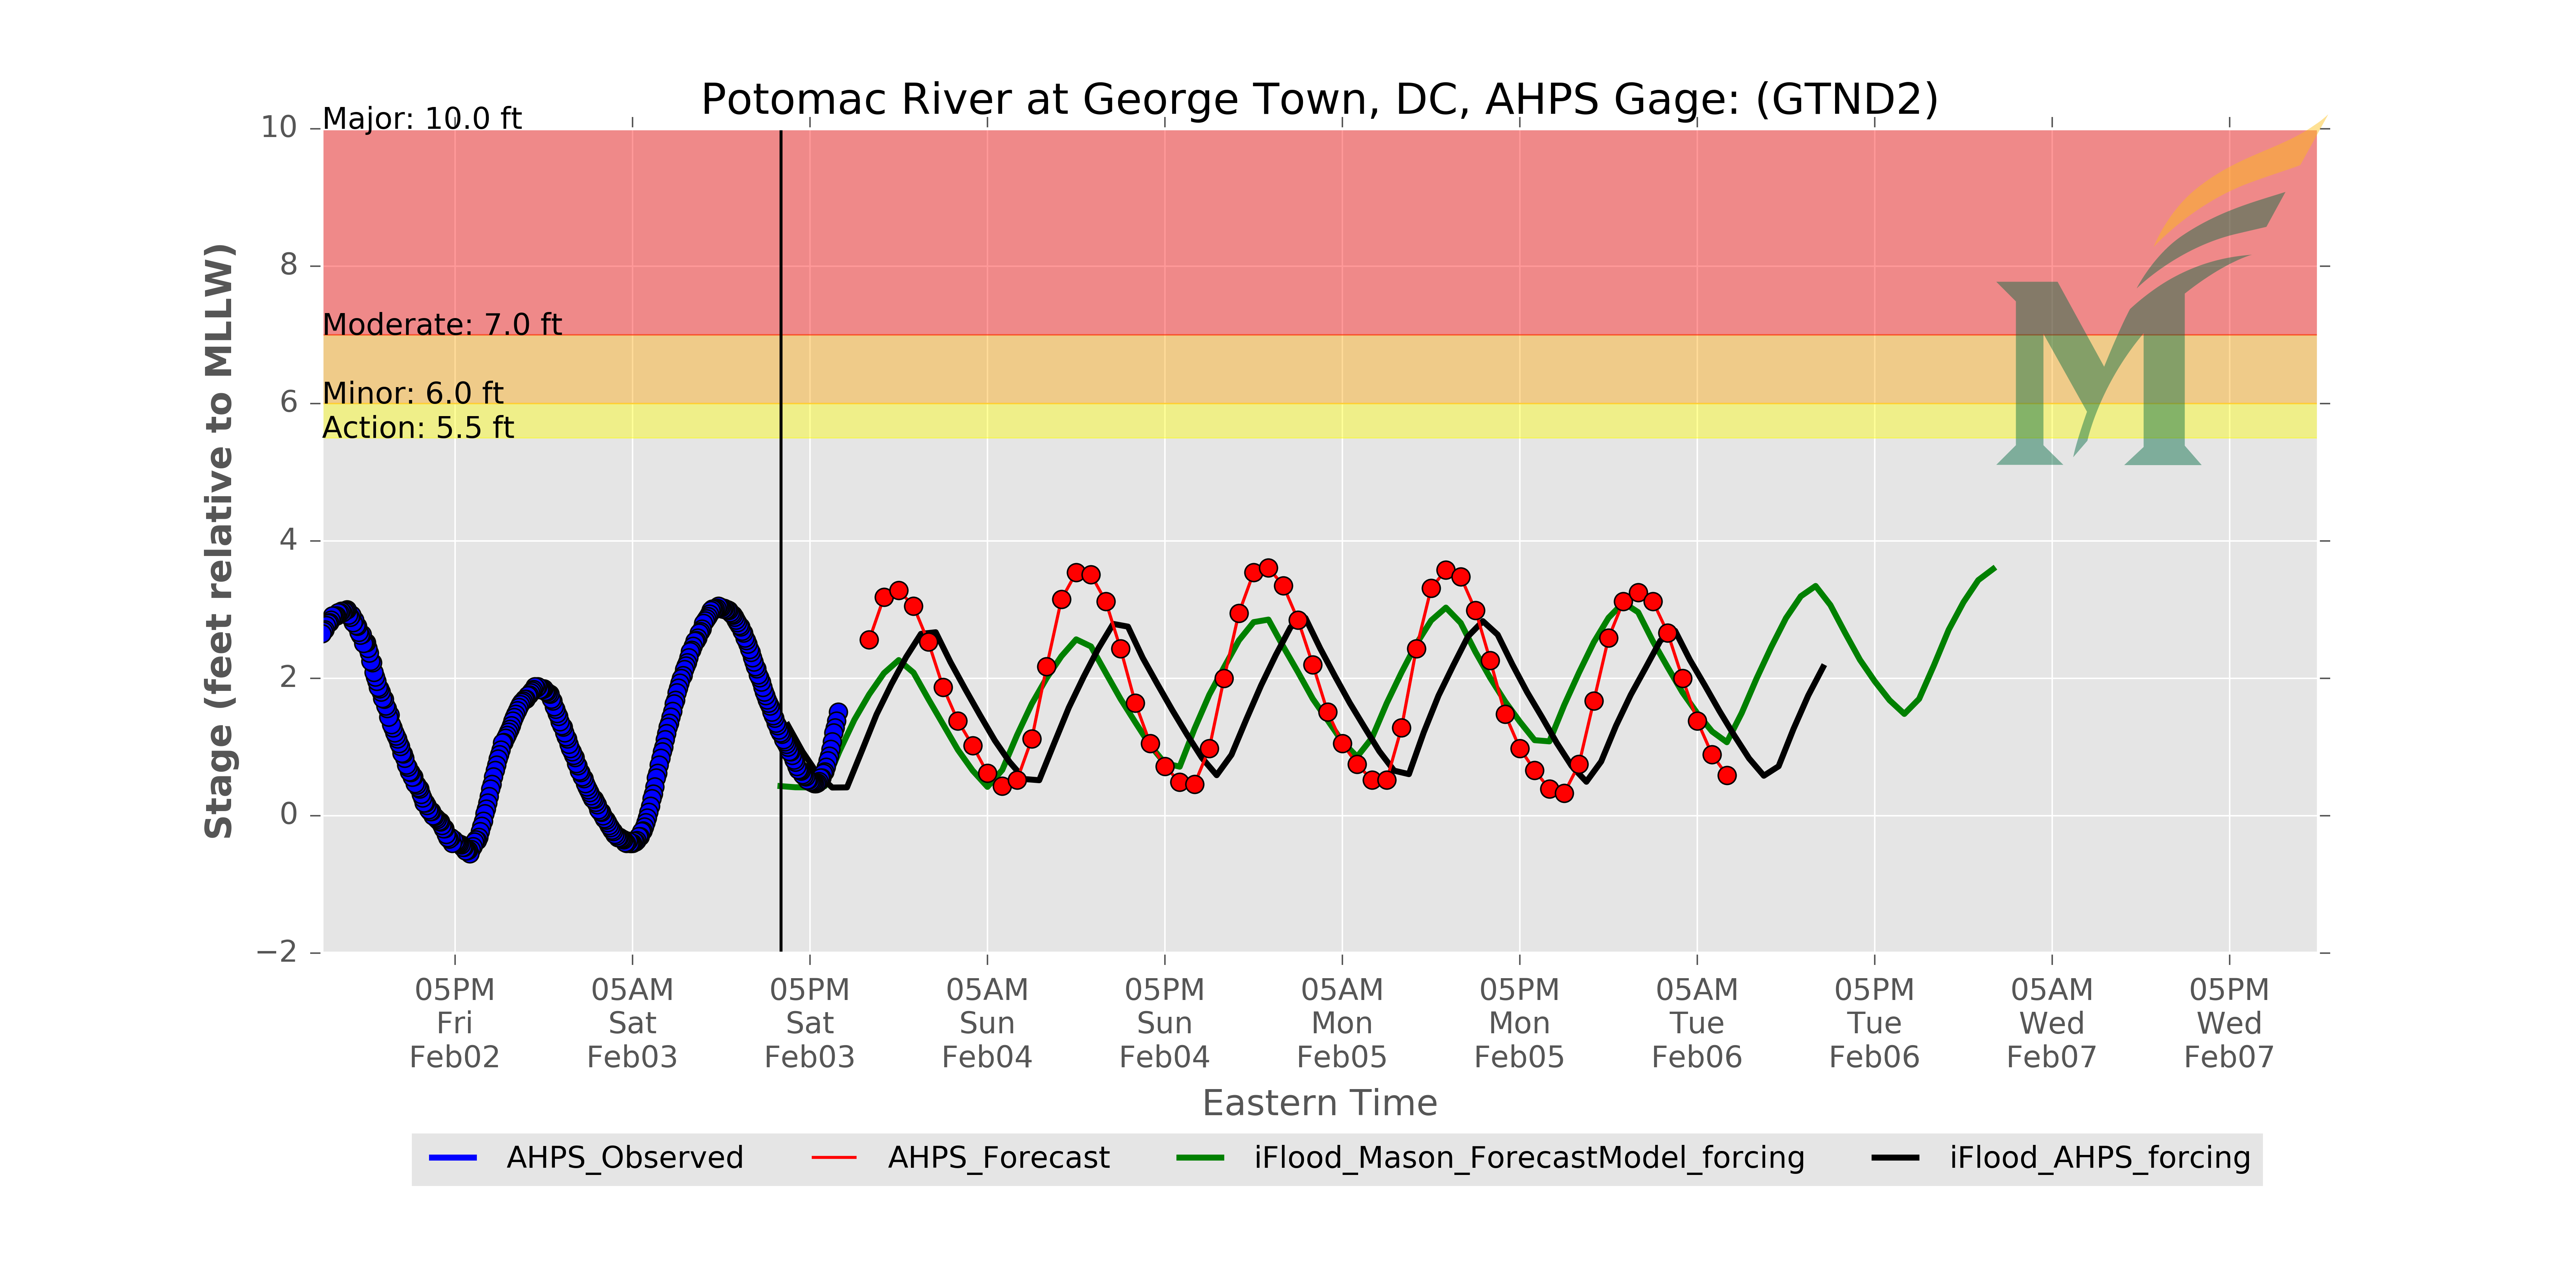 Potomac River at George Town, DC, AHPS Gage: (GTND2)
Major: 10.0 ft
Moderate: 7.0 ft
Minor: 6.0 ft
Action: 5.5 ft
Stage (feet relative to MLLW)
10
8
6
4
2
0
−2
05PM 05AM 05PM 05AM 05PM 05AM 05PM 05AM 05PM 05AM 05PM
Fri Sat Sat Sun Sun Mon Mon Tue Tue Wed Wed
Feb02 Feb03 Feb03 Feb04 Feb04 Feb05 Feb05 Feb06 Feb06 Feb07 Feb07
Eastern Time
AHPS_Observed AHPS_Forecast iFlood_Mason_ForecastModel_forcing iFlood_AHPS_forcing